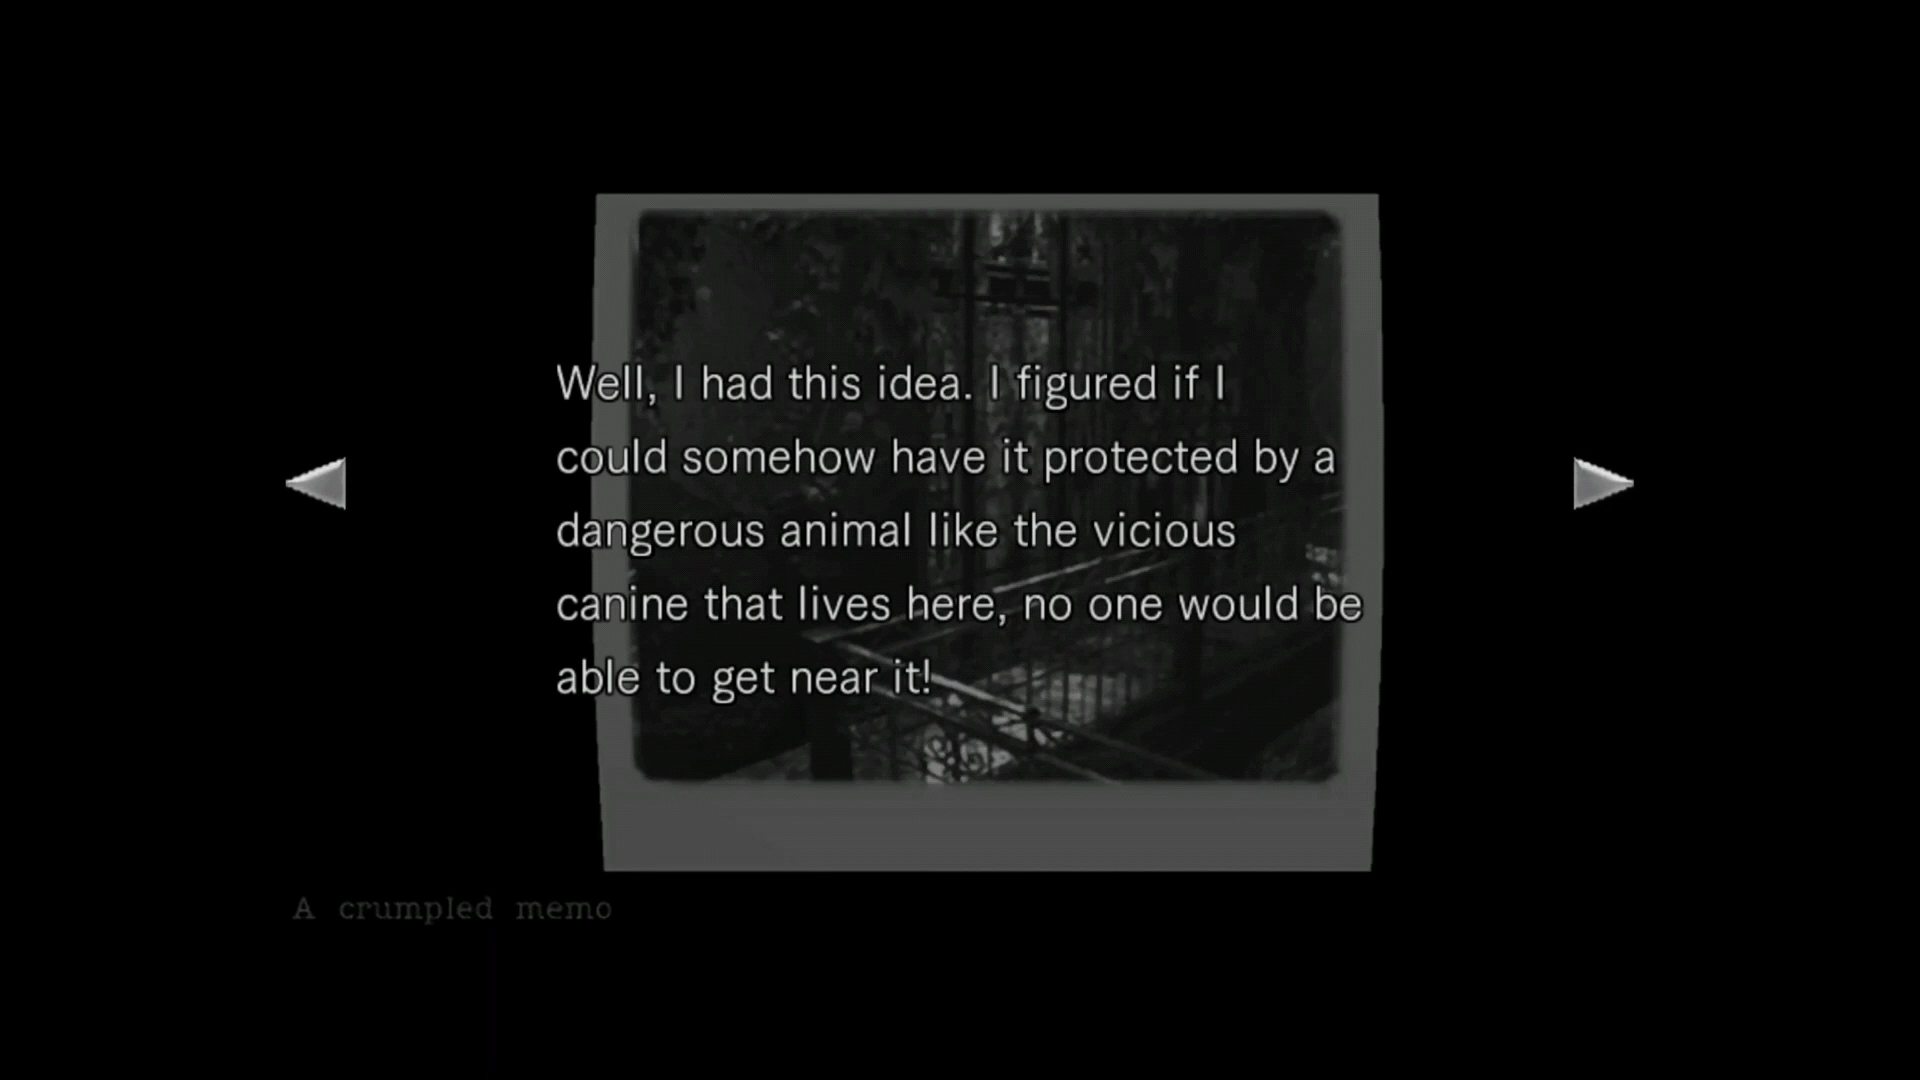 Well, I had this idea. I figured if I
could somehow have it protected by a
dangerous animal like the vicious
canine that lives here, no one would be
able to get near it!
A crumpled memo